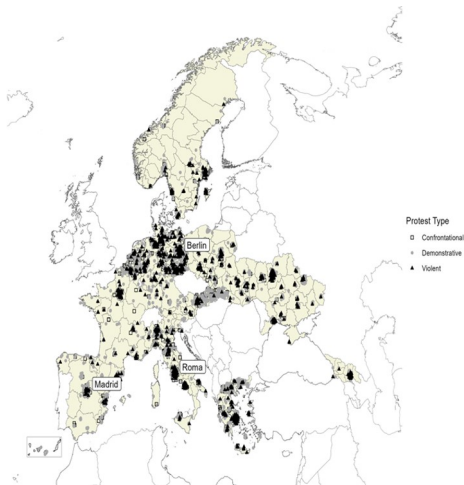 Berlin
Protest Type
Confrontational
Demonstrative
Violent
Roma
Madrid